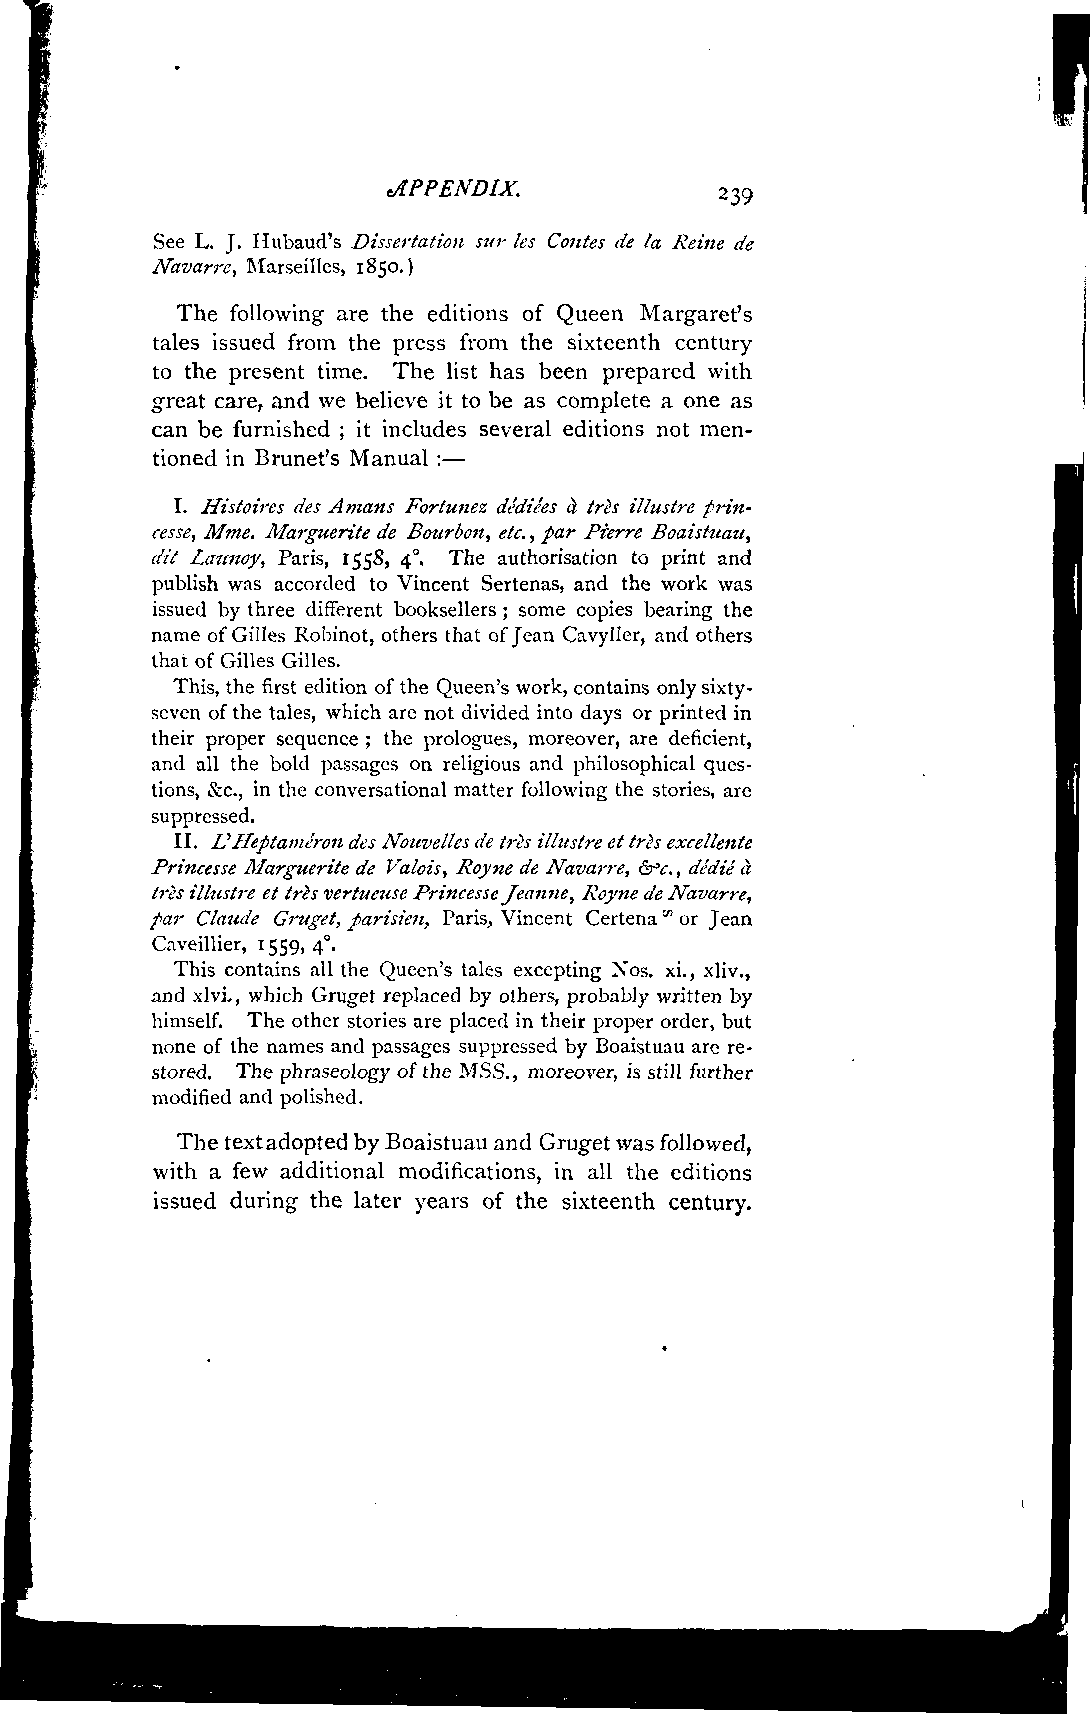 APPENDIX. 239
See L. J. Hubaud's Dissertation sur les Contes de la Reine de
Navarre, Marseilles, 1850.)
The following are the editions of Queen Margaret's
tales issued from the press from the sixteenth century
to the present time. The list has been prepared with
great care, and we believe it to be as complete a one as
can be furnished ; it includes several editions not men-
tioned in Brunet's Manual :—
I. Histoires des Amans Fortunez dédiées à très illustre prin-
cesse, Mme. Marguerite de Bourbon, etc., par Pierre Boaistuau,
dit Launoy, Paris, 1558, 4°. The authorisation to print and
publish was accorded to Vincent Sertenas, and the work was
issued by three different booksellers ; some copies bearing the
name of Gilles Robinot, others that of Jean Cavyller, and others
that of Gilles Gilles.
This, the first edition of the Queen's work, contains only sixty-
seven of the tales, which are not divided into days or printed in
their proper sequence ; the prologues, moreover, are deficient,
and all the bold passages on religious and philosophical ques-
tions, &c., in the conversational matter following the stories, are
suppressed.
II. L'Heptaméron des Nouvelles de très illustre et très excellente
Princesse Marguerite de Valois, Royne de Navarre, &c., dédié à
très illustre et très vertueuse Princesse Jeanne, Royne de Navarre,
par Claude Gruget, parisien, Paris, Vincent Certenas or Jean
Caveillier, 1559, 4°.
This contains all the Queen's tales excepting Nos. xi., xliv.,
and xlvi., which Gruget replaced by others, probably written by
himself. The other stories are placed in their proper order, but
none of the names and passages suppressed by Boaistuau are re-
stored. The phraseology of the MSS., moreover, is still further
modified and polished.
The text adopted by Boaistuau and Gruget was followed,
with a few additional modifications, in all the editions
issued during the later years of the sixteenth century.